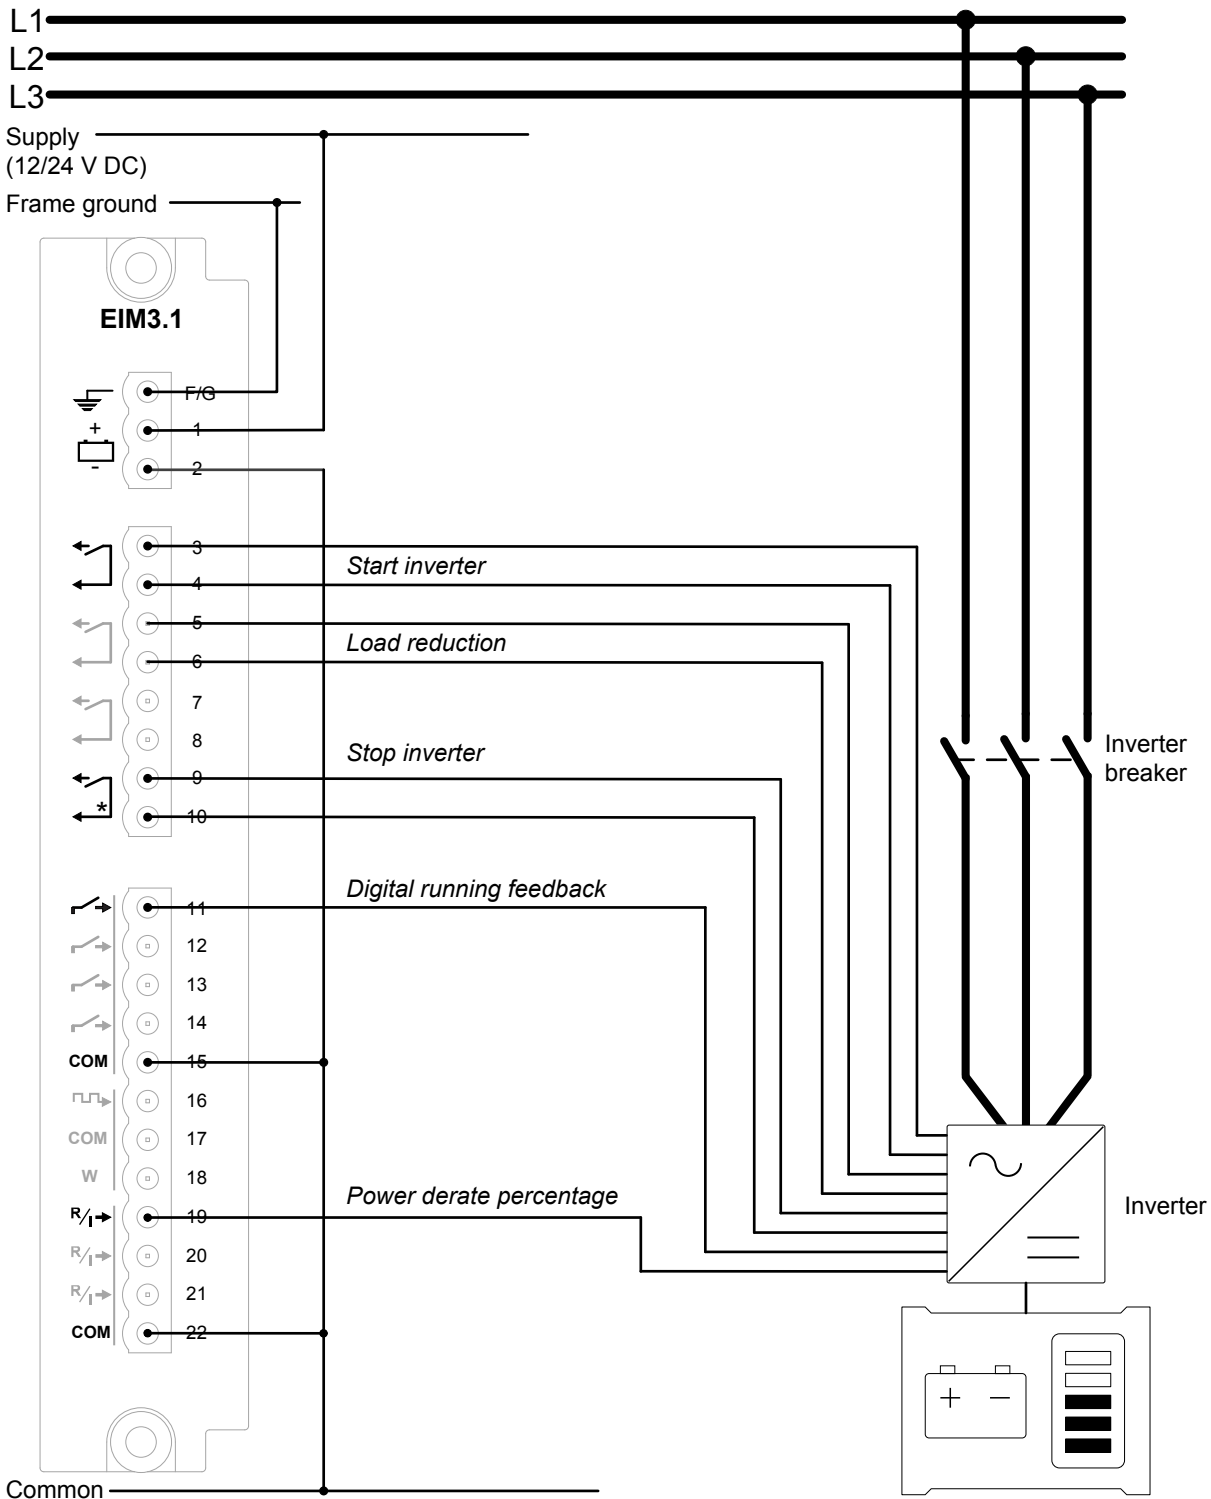 L1
L2
L3
Supply
(12/24 V DC)
Frame ground
EIM3.1
F/G
+
1
-
2
3
Start inverter
4
5
Load reduction
6
7
8
Inverter
breaker
Stop inverter
9
*
10
Digital running feedback
11
12
13
14
COM 15
16
COM 17
W 18
Power derate percentage
R/I 19
Inverter
R/I 20
R/I 21
COM 22
+ -
Common